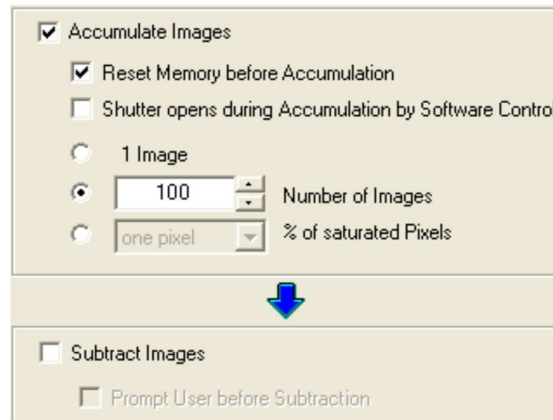 Accumulate Images
Reset Memory before Accumulation
Shutter opens during Accumulation by Software Contro
1 Image
100 Number of Images
one pixel % of saturated Pixels
Subtract Images
Prompt User before Subtraction